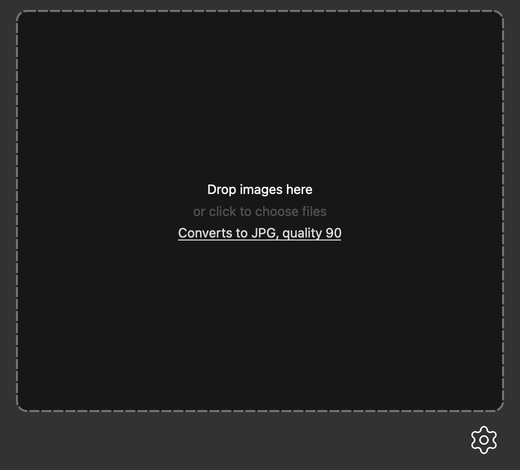 Drop images here
or click to choose files
Converts to JPG, quality 90